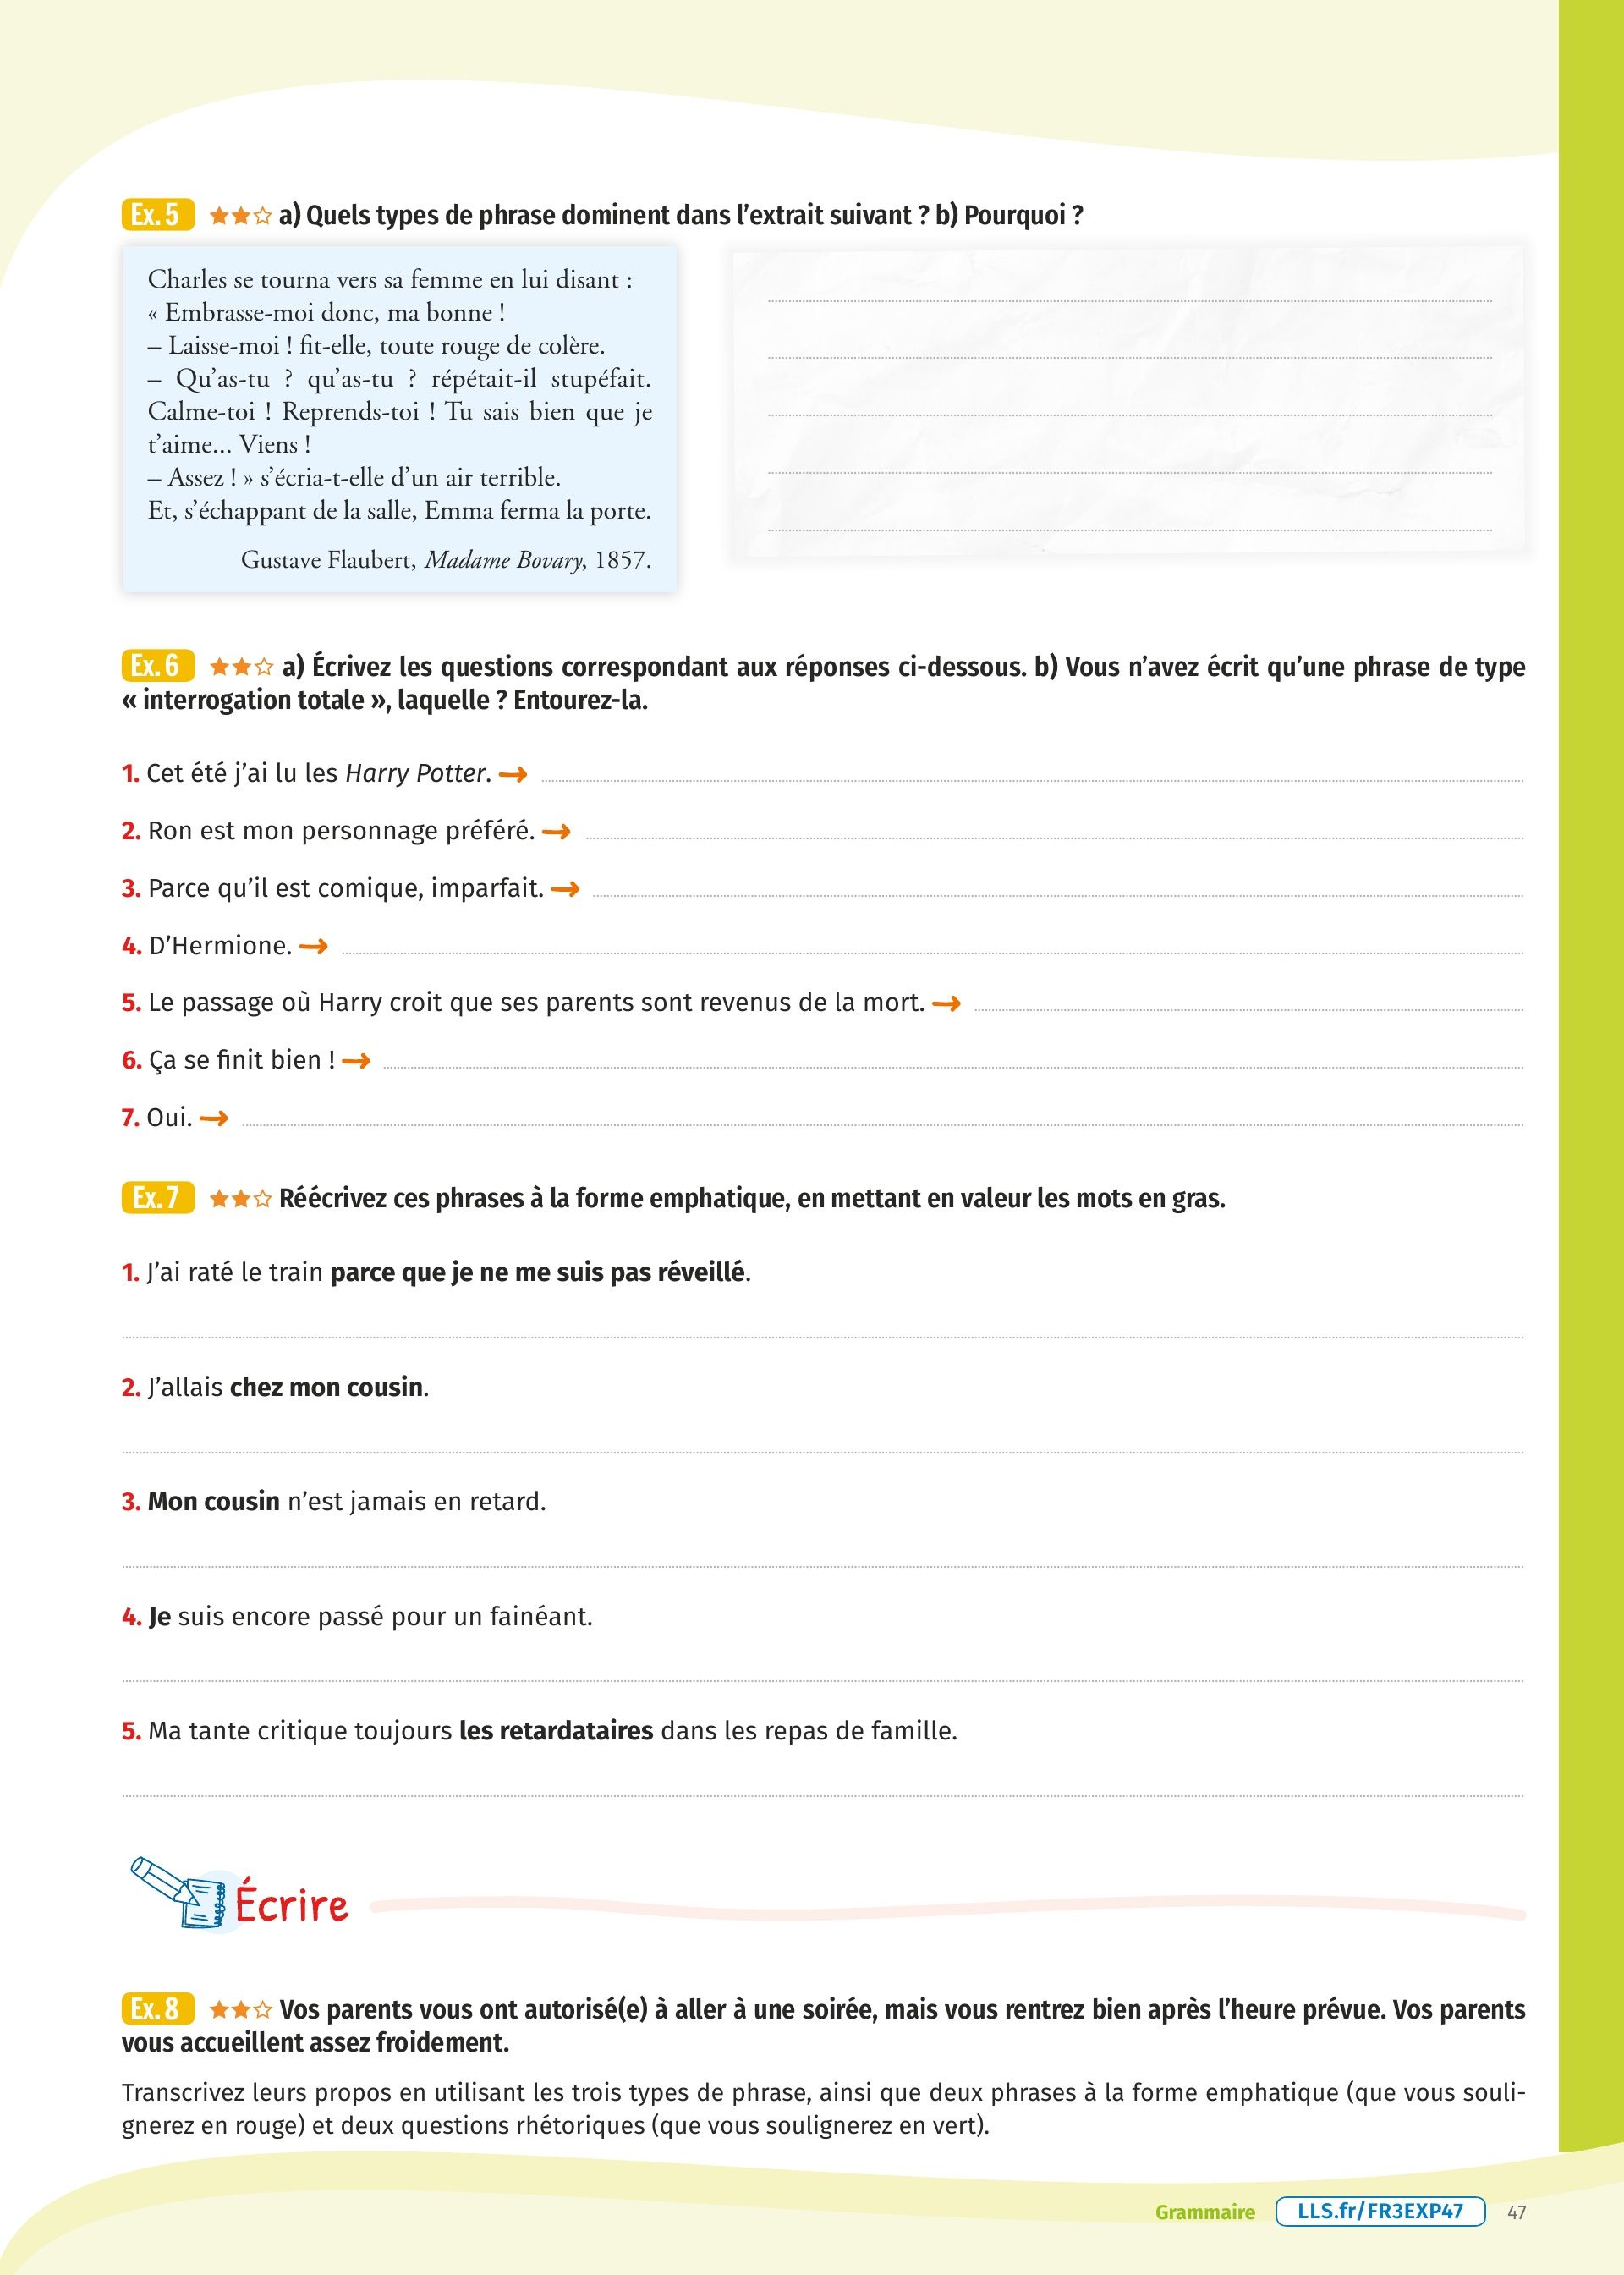 Ex. 5 ★★☆ a) Quels types de phrase dominent dans l’extrait suivant ? b) Pourquoi ?
Charles se tourna vers sa femme en lui disant :
« Embrasse-moi donc, ma bonne !
– Laisse-moi ! fit-elle, toute rouge de colère.
– Qu’as-tu ? qu’as-tu ? répétait-il stupéfait.
Calme-toi ! Reprends-toi ! Tu sais bien que je
t’aime... Viens !
– Assez ! » s’écria-t-elle d’un air terrible.
Et, s’échappant de la salle, Emma ferma la porte.
Gustave Flaubert, Madame Bovary, 1857.
Ex. 6 ★★☆ a) Écrivez les questions correspondant aux réponses ci-dessous. b) Vous n’avez écrit qu’une phrase de type
« interrogation totale », laquelle ? Entourez-la.
1. Cet été j’ai lu les Harry Potter. →
2. Ron est mon personnage préféré. →
3. Parce qu’il est comique, imparfait. →
4. D’Hermione. →
5. Le passage où Harry croit que ses parents sont revenus de la mort. →
6. Ça se finit bien ! →
7. Oui. →
Ex. 7 ★★☆ Réécrivez ces phrases à la forme emphatique, en mettant en valeur les mots en gras.
1. J’ai raté le train parce que je ne me suis pas réveillé.
2. J’allais chez mon cousin.
3. Mon cousin n’est jamais en retard.
4. Je suis encore passé pour un fainéant.
5. Ma tante critique toujours les retardataires dans les repas de famille.
Écrire
Ex. 8 ★★☆ Vos parents vous ont autorisé(e) à aller à une soirée, mais vous rentrez bien après l’heure prévue. Vos parents
vous accueillent assez froidement.
Transcrivez leurs propos en utilisant les trois types de phrase, ainsi que deux phrases à la forme emphatique (que vous souli-
gnerez en rouge) et deux questions rhétoriques (que vous soulignerez en vert).
Grammaire LLS.fr/FR3EXP47 47